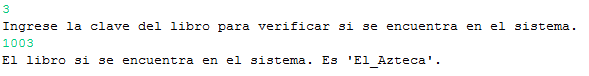 3
Ingrese la clave del libro para verificar si se encuentra en el sistema.
1003
El libro si se encuentra en el sistema. Es 'El_Azteca'.